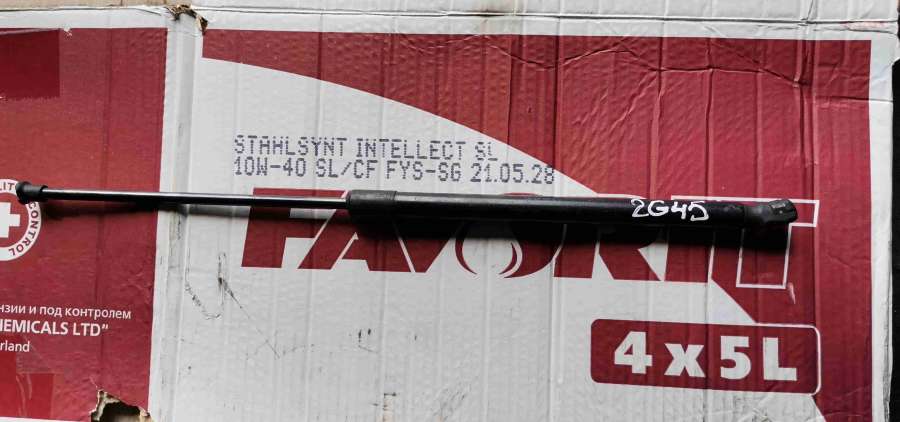 STAHLSYNT INTELLECT SL
10W-40 SL/CF FYS-SG 21.05.28
2G45
FAVORIT
CONTROL
нзии и под контролем
HEMICALS LTD"
rland
4 x 5L